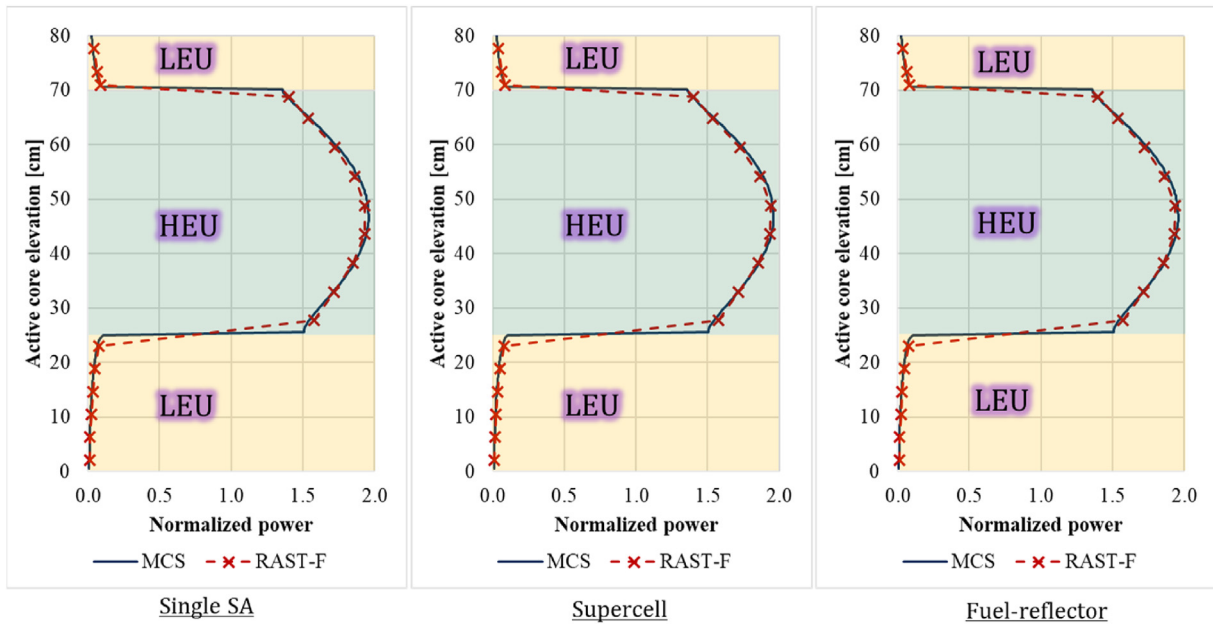 80
70
60
50
40
30
20
10
0
Active core elevation [cm]
LEU
HEU
LEU
0.0 0.5 1.0 1.5 2.0
Normalized power
MCS RAST-F
Single SA
80
70
60
50
40
30
20
10
0
Active core elevation [cm]
LEU
HEU
LEU
0.0 0.5 1.0 1.5 2.0
Normalized power
MCS RAST-F
Supercell
80
70
60
50
40
30
20
10
0
Active core elevation [cm]
LEU
HEU
LEU
0.0 0.5 1.0 1.5 2.0
Normalized power
MCS RAST-F
Fuel-reflector